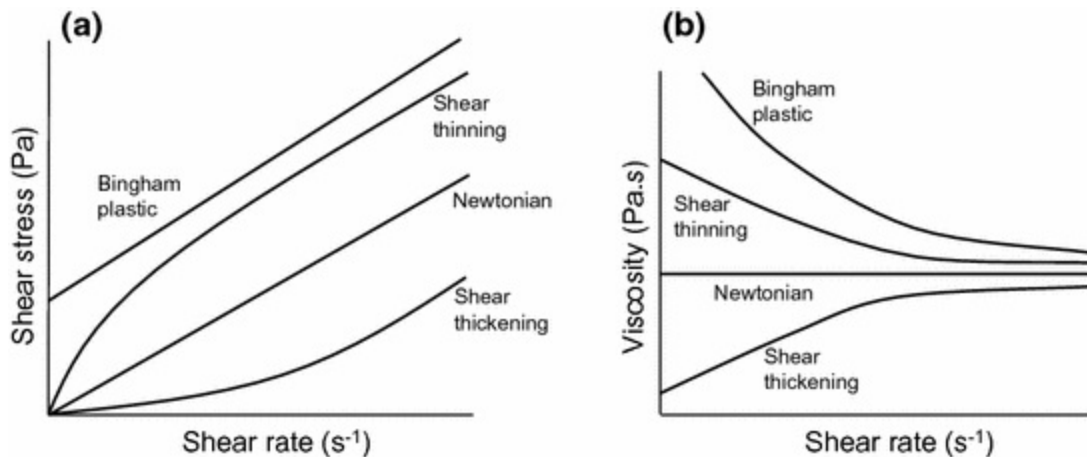 (a)
Shear stress (Pa)
Bingham
plastic
Shear
thinning
Newtonian
Shear
thickening
Shear rate (s-1)
(b)
Viscosity (Pa.s)
Bingham
plastic
Shear
thinning
Newtonian
Shear
thickening
Shear rate (s-1)